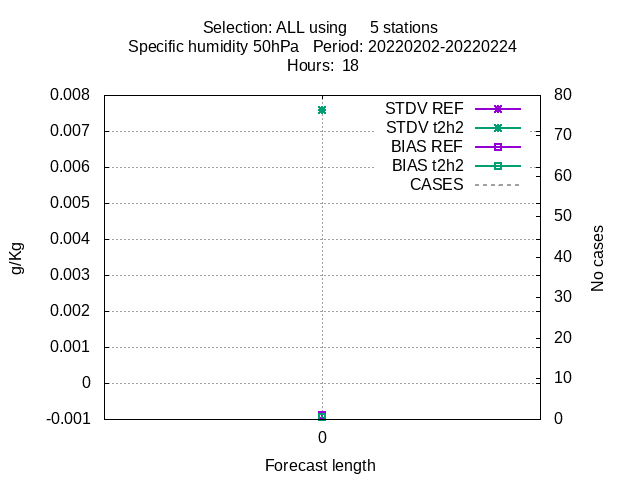 Selection: ALL using 5 stations
Specific humidity 50hPa Period: 20220202-20220224
Hours: 18
0.008
0.007
0.006
0.005
0.004
0.003
0.002
0.001
0
-0.001
g/Kg
STDV REF
STDV t2h2
BIAS REF
BIAS t2h2
CASES
80
70
60
50
40
30
20
10
0
No cases
0
Forecast length